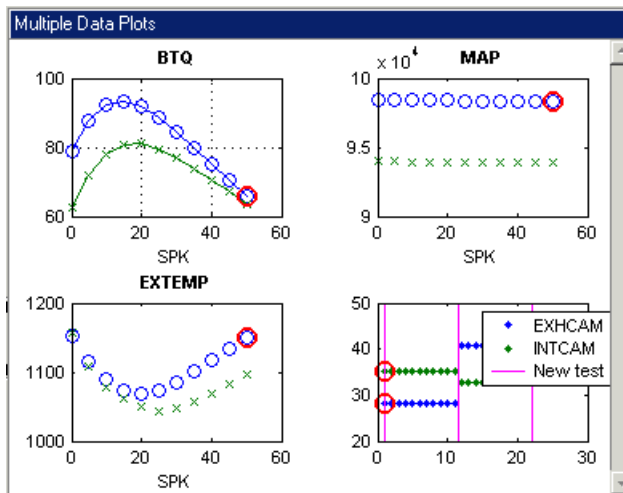 Multiple Data Plots
BTQ
100
80
60
0 20 40 60
SPK
MAP
x 10^4
10
9.5
9
0 20 40 60
SPK
EXTEMP
1200
1100
1000
0 20 40 60
SPK
50
40
30
20
0 10 20 30
EXHCAM
INTCAM
New test